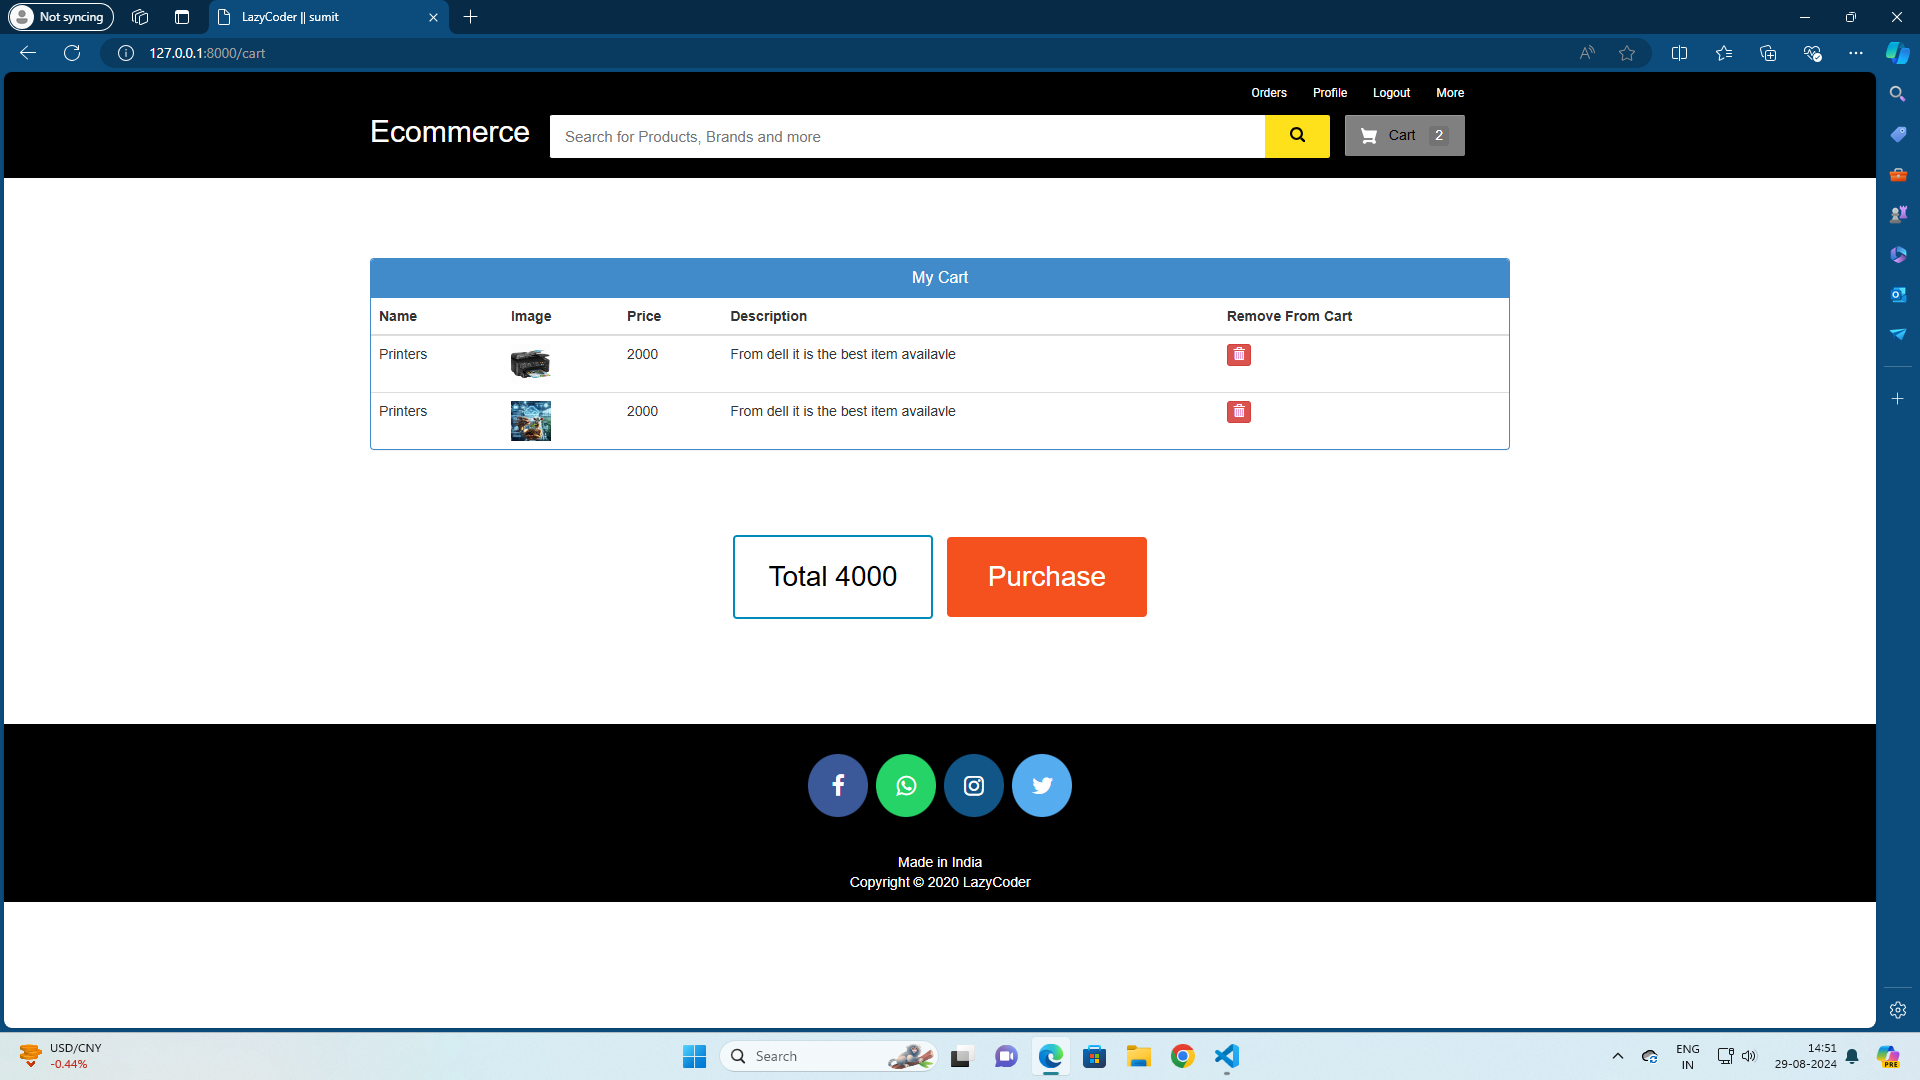 Not syncing
LazyCoder || sumit
127.0.0.1:8000/cart
Orders Profile Logout More
Ecommerce
Search for Products, Brands and more
Cart 2
My Cart
Name Image Price Description Remove From Cart
Printers 2000 From dell it is the best item availavle
Printers 2000 From dell it is the best item availavle
Total 4000 Purchase
Made in India
Copyright © 2020 LazyCoder
USD/CNY
-0.44%
Search
ENG
IN
14:51
29-08-2024
PRE